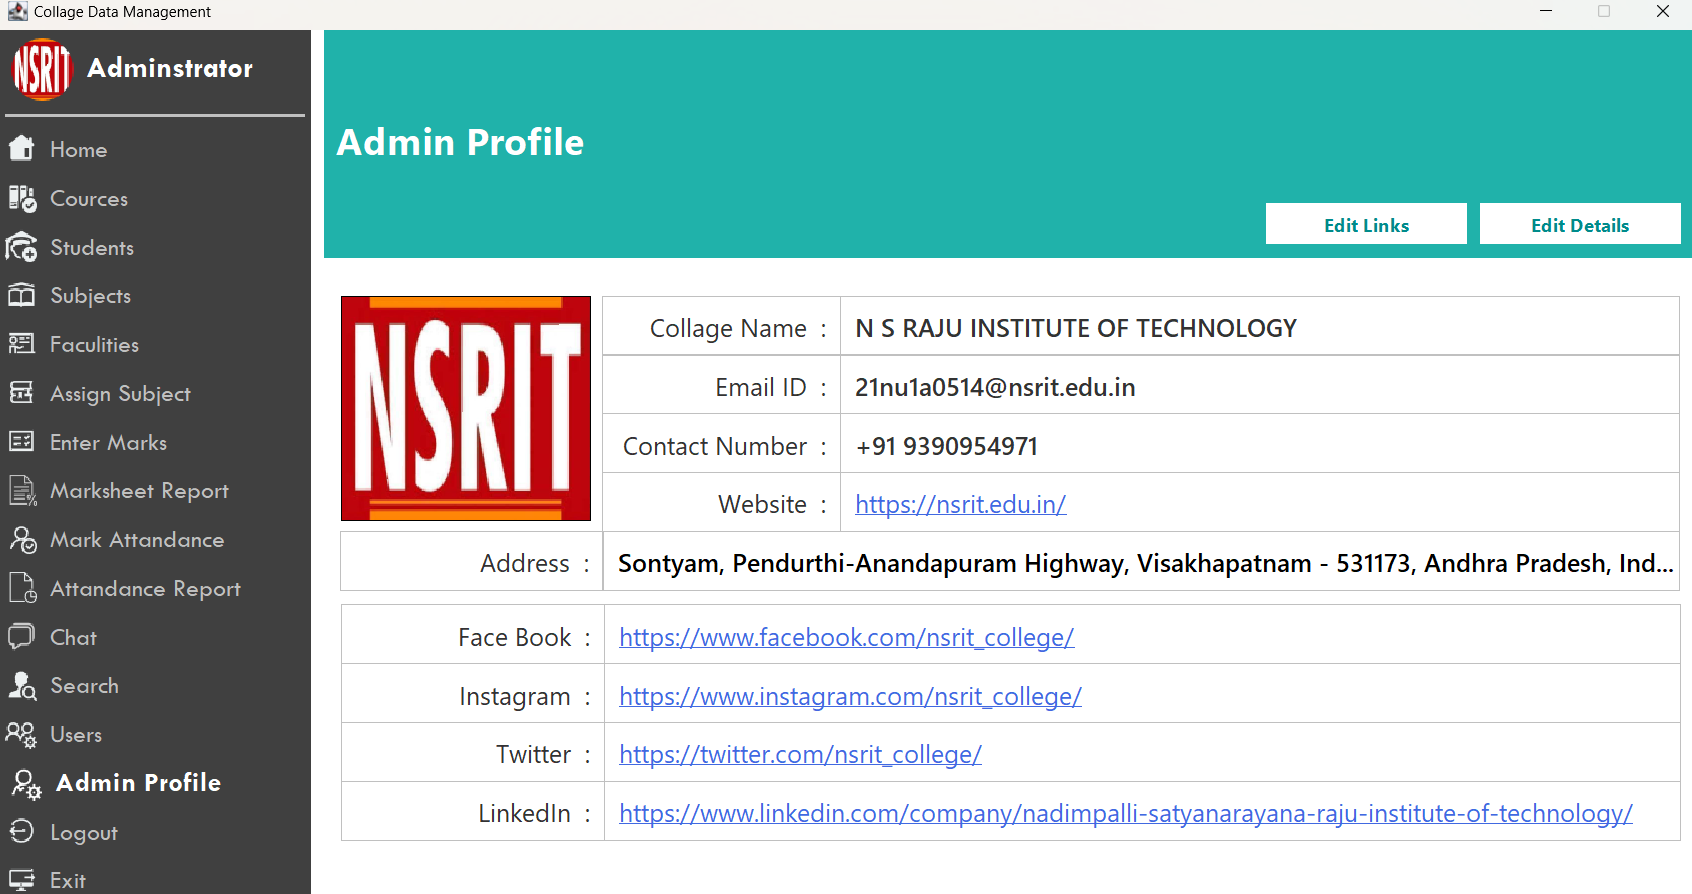 Collage Data Management
NSRIT Adminstrator
Home
Cources
Students
Subjects
Faculities
Assign Subject
Enter Marks
Marksheet Report
Mark Attandance
Attandance Report
Chat
Search
Users
Admin Profile
Logout
Exit
Admin Profile
Edit Links Edit Details
NSRIT
Collage Name : N S RAJU INSTITUTE OF TECHNOLOGY
Email ID : 21nu1a0514@nsrit.edu.in
Contact Number : +91 9390954971
Website : https://nsrit.edu.in/
Address : Sontyam, Pendurthi-Anandapuram Highway, Visakhapatnam - 531173, Andhra Pradesh, Ind...
Face Book : https://www.facebook.com/nsrit_college/
Instagram : https://www.instagram.com/nsrit_college/
Twitter : https://twitter.com/nsrit_college/
LinkedIn : https://www.linkedin.com/company/nadimpalli-satyanarayana-raju-institute-of-technology/